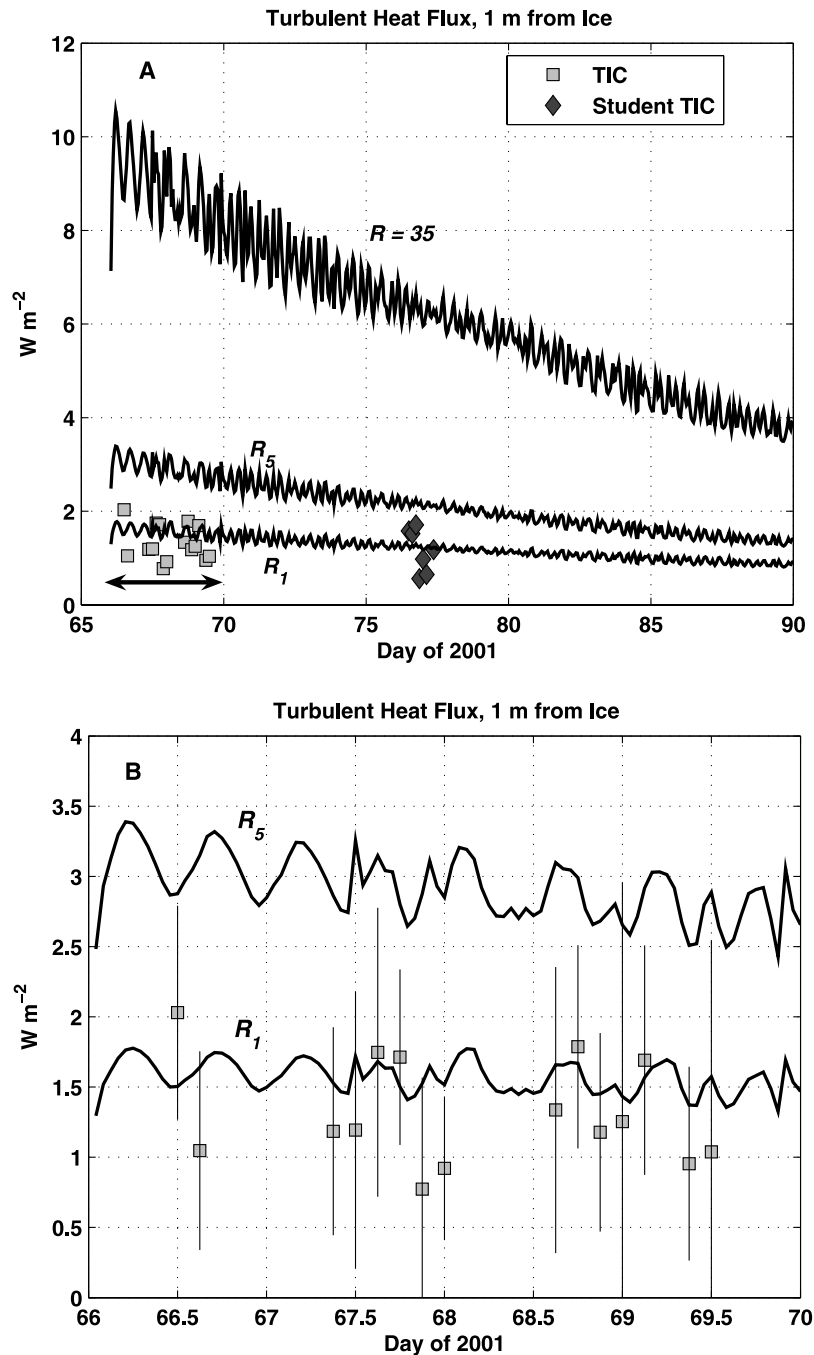 Turbulent Heat Flux, 1 m from Ice
12
10
8
6
4
2
0
W m⁻²
A
TIC
Student TIC
R = 35
R₅
R₁
65 70 75 80 85 90
Day of 2001
Turbulent Heat Flux, 1 m from Ice
4
3.5
3
2.5
2
1.5
1
0.5
0
W m⁻²
B
R₅
R₁
66 66.5 67 67.5 68 68.5 69 69.5 70
Day of 2001